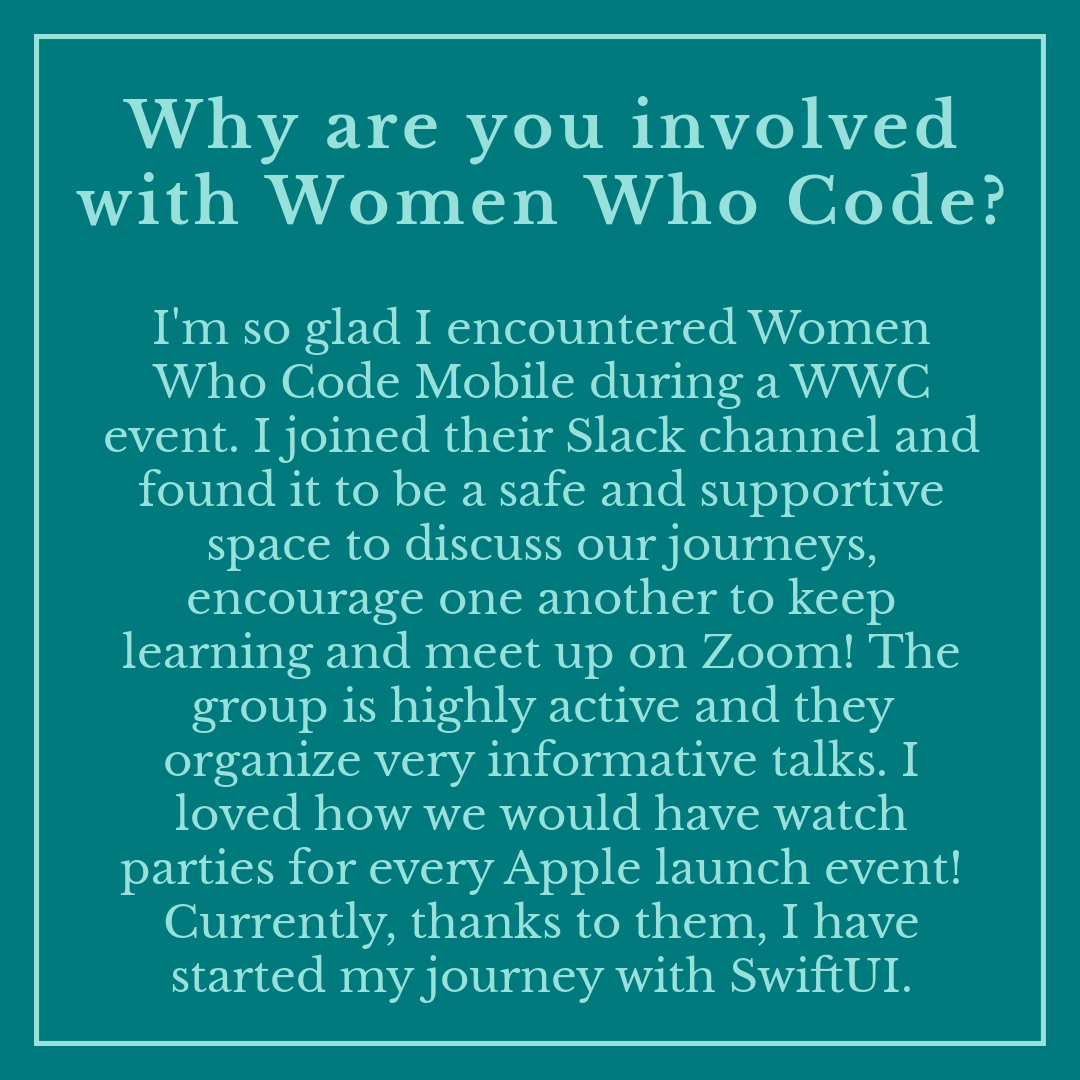 Why are you involved
with Women Who Code?
I'm so glad I encountered Women
Who Code Mobile during a WWC
event. I joined their Slack channel and
found it to be a safe and supportive
space to discuss our journeys,
encourage one another to keep
learning and meet up on Zoom! The
group is highly active and they
organize very informative talks. I
loved how we would have watch
parties for every Apple launch event!
Currently, thanks to them, I have
started my journey with SwiftUI.